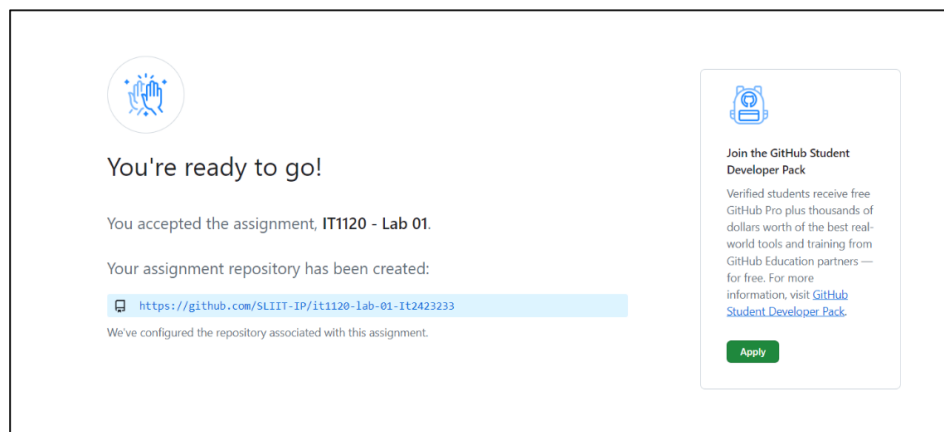 You're ready to go!
You accepted the assignment, IT1120 - Lab 01.
Your assignment repository has been created:
https://github.com/SLIIT-IP/it1120-lab-01-It2423233
We've configured the repository associated with this assignment.
Join the GitHub Student
Developer Pack
Verified students receive free
GitHub Pro plus thousands of
dollars worth of the best real-
world tools and training from
GitHub Education partners —
for free. For more
information, visit GitHub
Student Developer Pack.
Apply